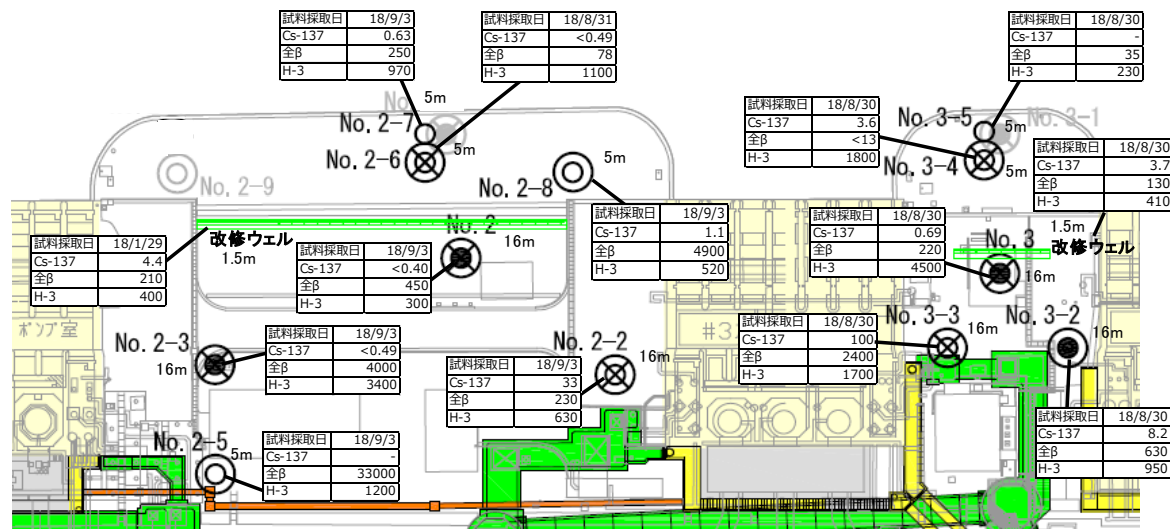 試料採取日 18/9/3
Cs-137 0.63
全β 250
H-3 970
試料採取日 18/8/31
Cs-137 <0.49
全β 78
H-3 1100
試料採取日 18/8/30
Cs-137 -
全β 35
H-3 230
試料採取日 18/8/30
Cs-137 3.6
全β <13
H-3 1800
試料採取日 18/8/30
Cs-137 3.7
全β 130
H-3 410
No. 5m
No.2-7
No.2-6 5m
No.2-8 5m
No.2-9
No.3-5 5m
No.3-1
No.3-4 5m
試料採取日 18/1/29
Cs-137 4.4
全β 210
H-3 400
改修ウェル
1.5m
No.2 16m
試料採取日 18/9/3
Cs-137 <0.40
全β 450
H-3 300
試料採取日 18/9/3
Cs-137 1.1
全β 4900
H-3 520
試料採取日 18/8/30
Cs-137 0.69
全β 220
H-3 4500
No.3 16m
1.5m
改修ウェル
ポンプ室
No.2-3
16m
試料採取日 18/9/3
Cs-137 <0.49
全β 4000
H-3 3400
No.2-2
16m
試料採取日 18/9/3
Cs-137 33
全β 230
H-3 630
#3
試料採取日 18/8/30
Cs-137 100
全β 2400
H-3 1700
No.3-3 16m
No.3-2 16m
No.2-5 5m
試料採取日 18/9/3
Cs-137 -
全β 33000
H-3 1200
試料採取日 18/8/30
Cs-137 8.2
全β 630
H-3 950